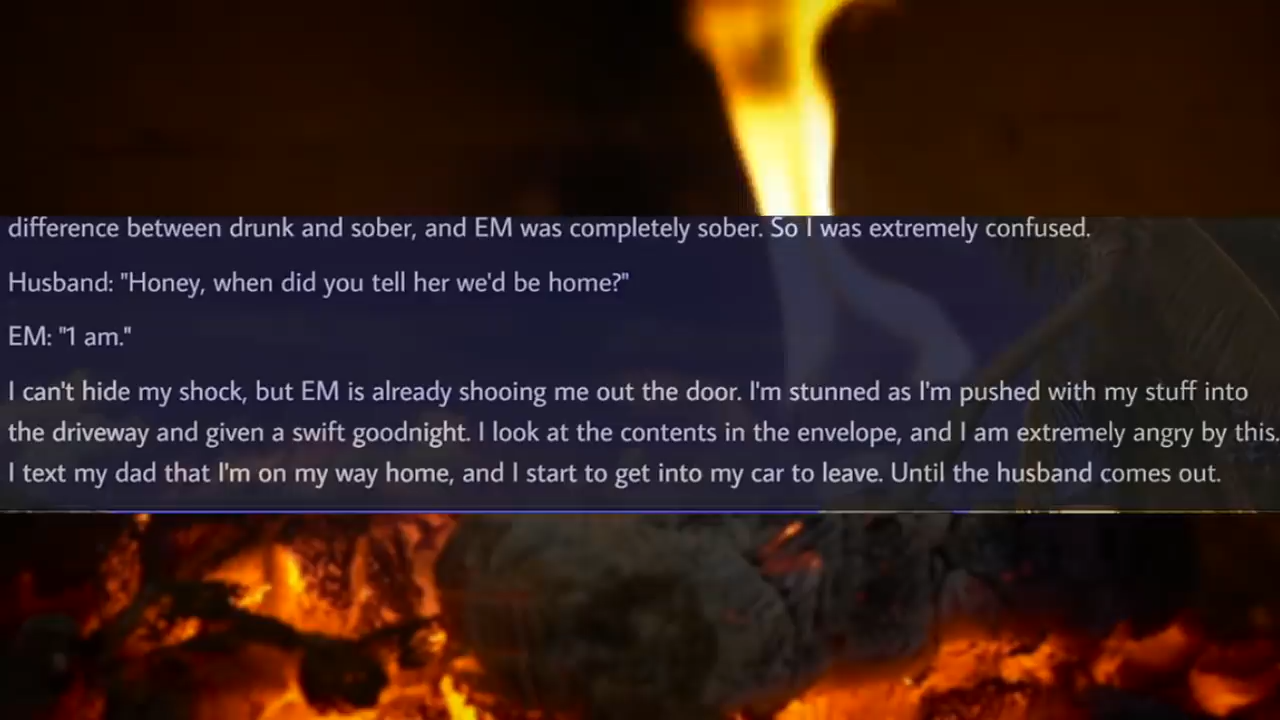 difference between drunk and sober, and EM was completely sober. So I was extremely confused.
Husband: "Honey, when did you tell her we'd be home?"
EM: "1 am."
I can't hide my shock, but EM is already shooing me out the door. I'm stunned as I'm pushed with my stuff into
the driveway and given a swift goodnight. I look at the contents in the envelope, and I am extremely angry by this.
I text my dad that I'm on my way home, and I start to get into my car to leave. Until the husband comes out.